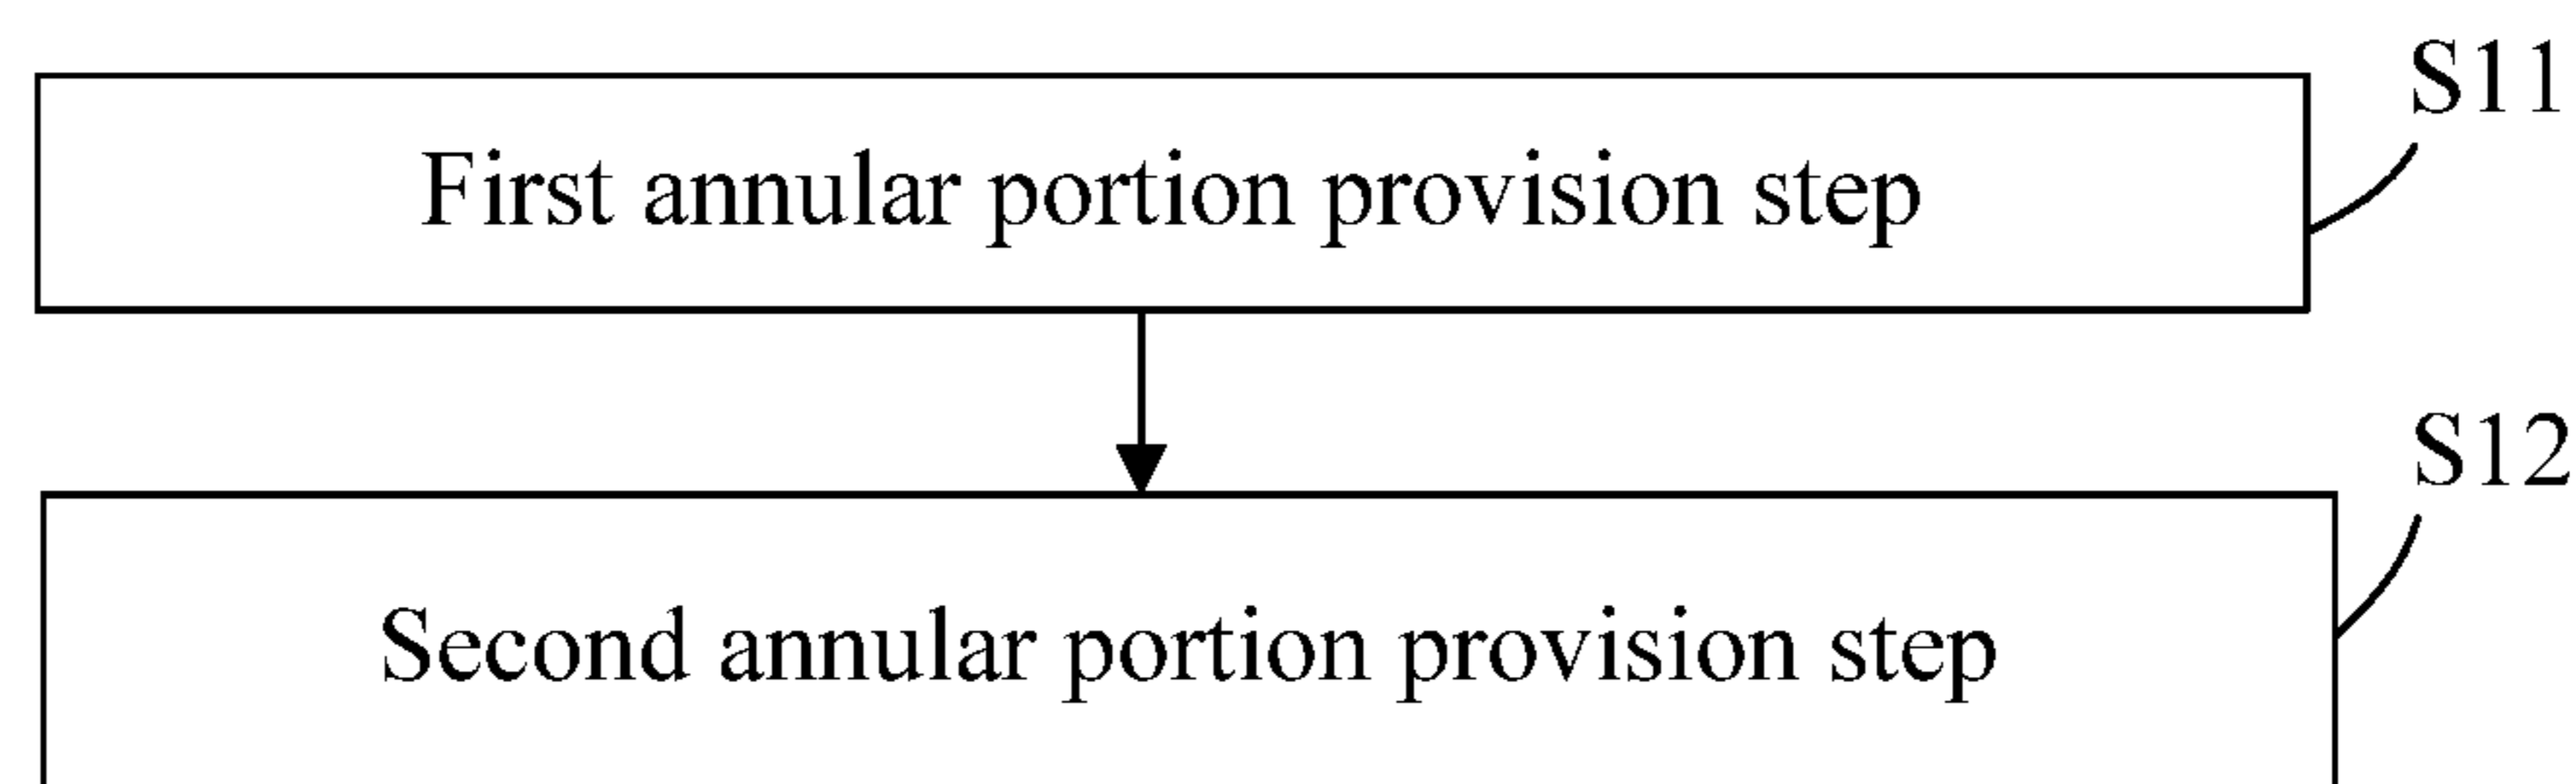 S11
First annular portion provision step
S12
Second annular portion provision step